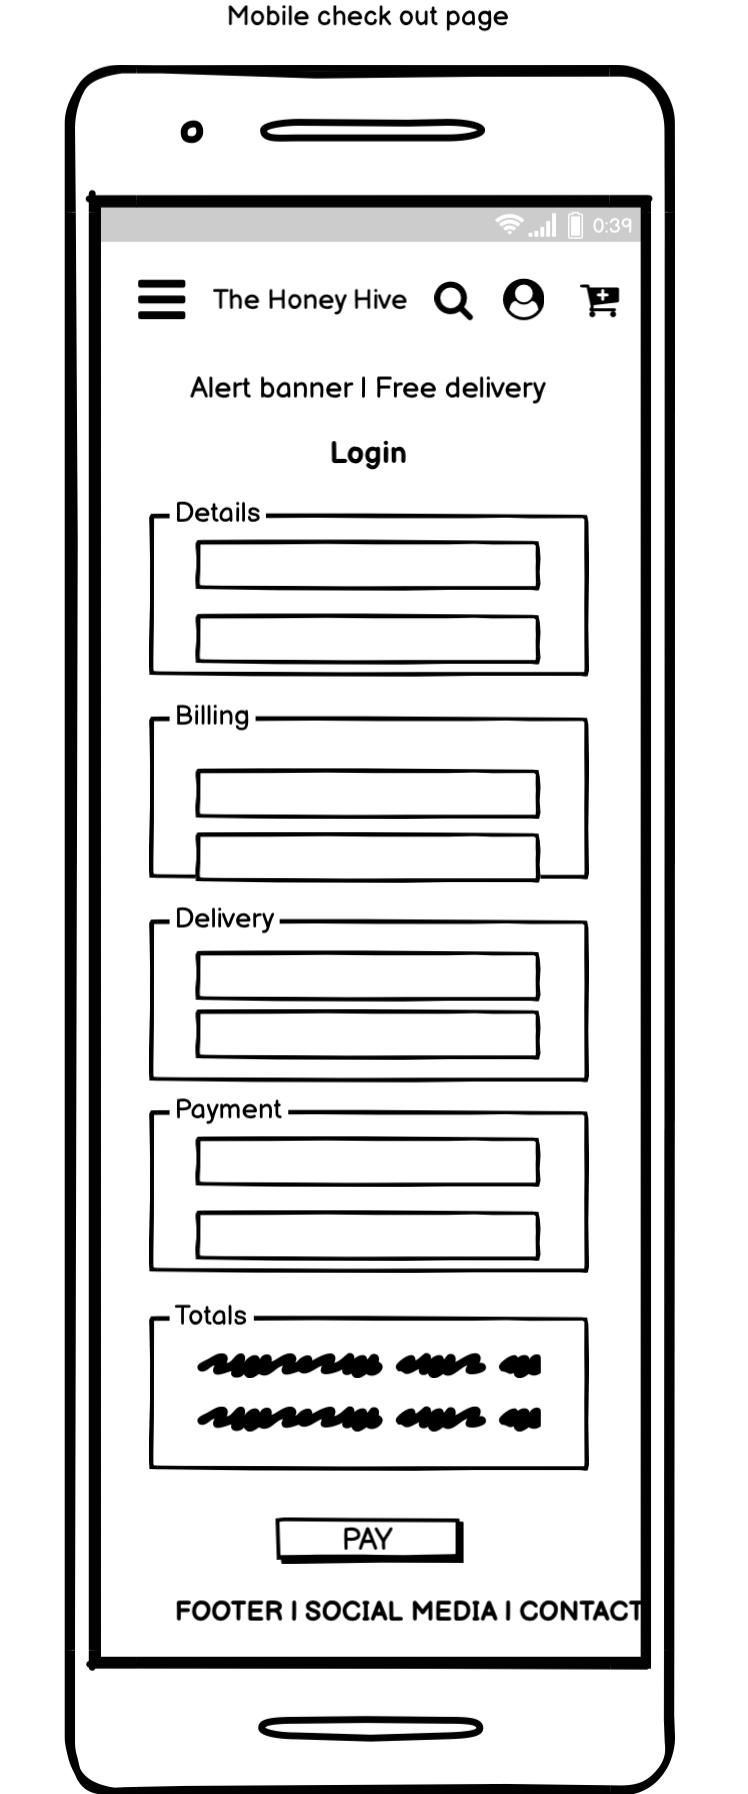 Mobile check out page
0:39
The Honey Hive
Alert banner | Free delivery
Login
Details
Billing
Delivery
Payment
Totals
PAY
FOOTER | SOCIAL MEDIA | CONTACT